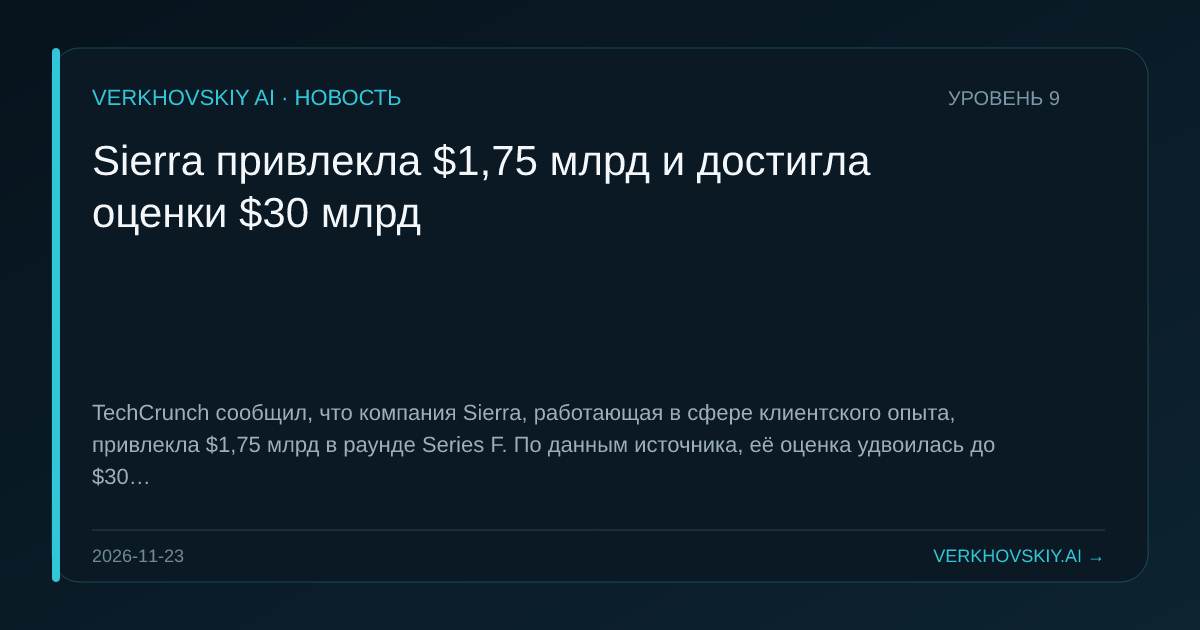 VERKHOVSKIY AI · НОВОСТЬ
УРОВЕНЬ 9
Sierra привлекла $1,75 млрд и достигла
оценки $30 млрд
TechCrunch сообщил, что компания Sierra, работающая в сфере клиентского опыта,
привлекла $1,75 млрд в раунде Series F. По данным источника, её оценка удвоилась до
$30…
2026-11-23
VERKHOVSKIY.AI →